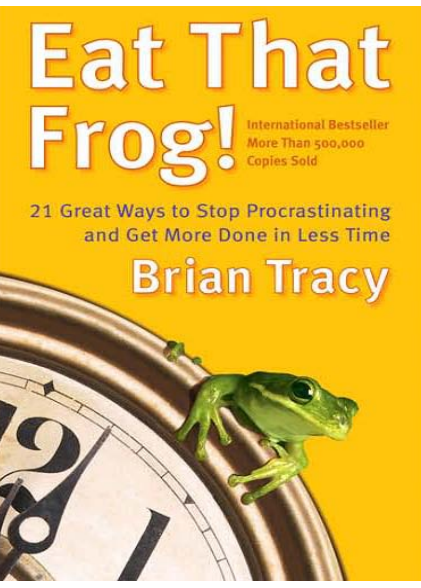 Eat That
Frog!
International Bestseller
More Than 500,000
Copies Sold
21 Great Ways to Stop Procrastinating
and Get More Done in Less Time
Brian Tracy
12
1